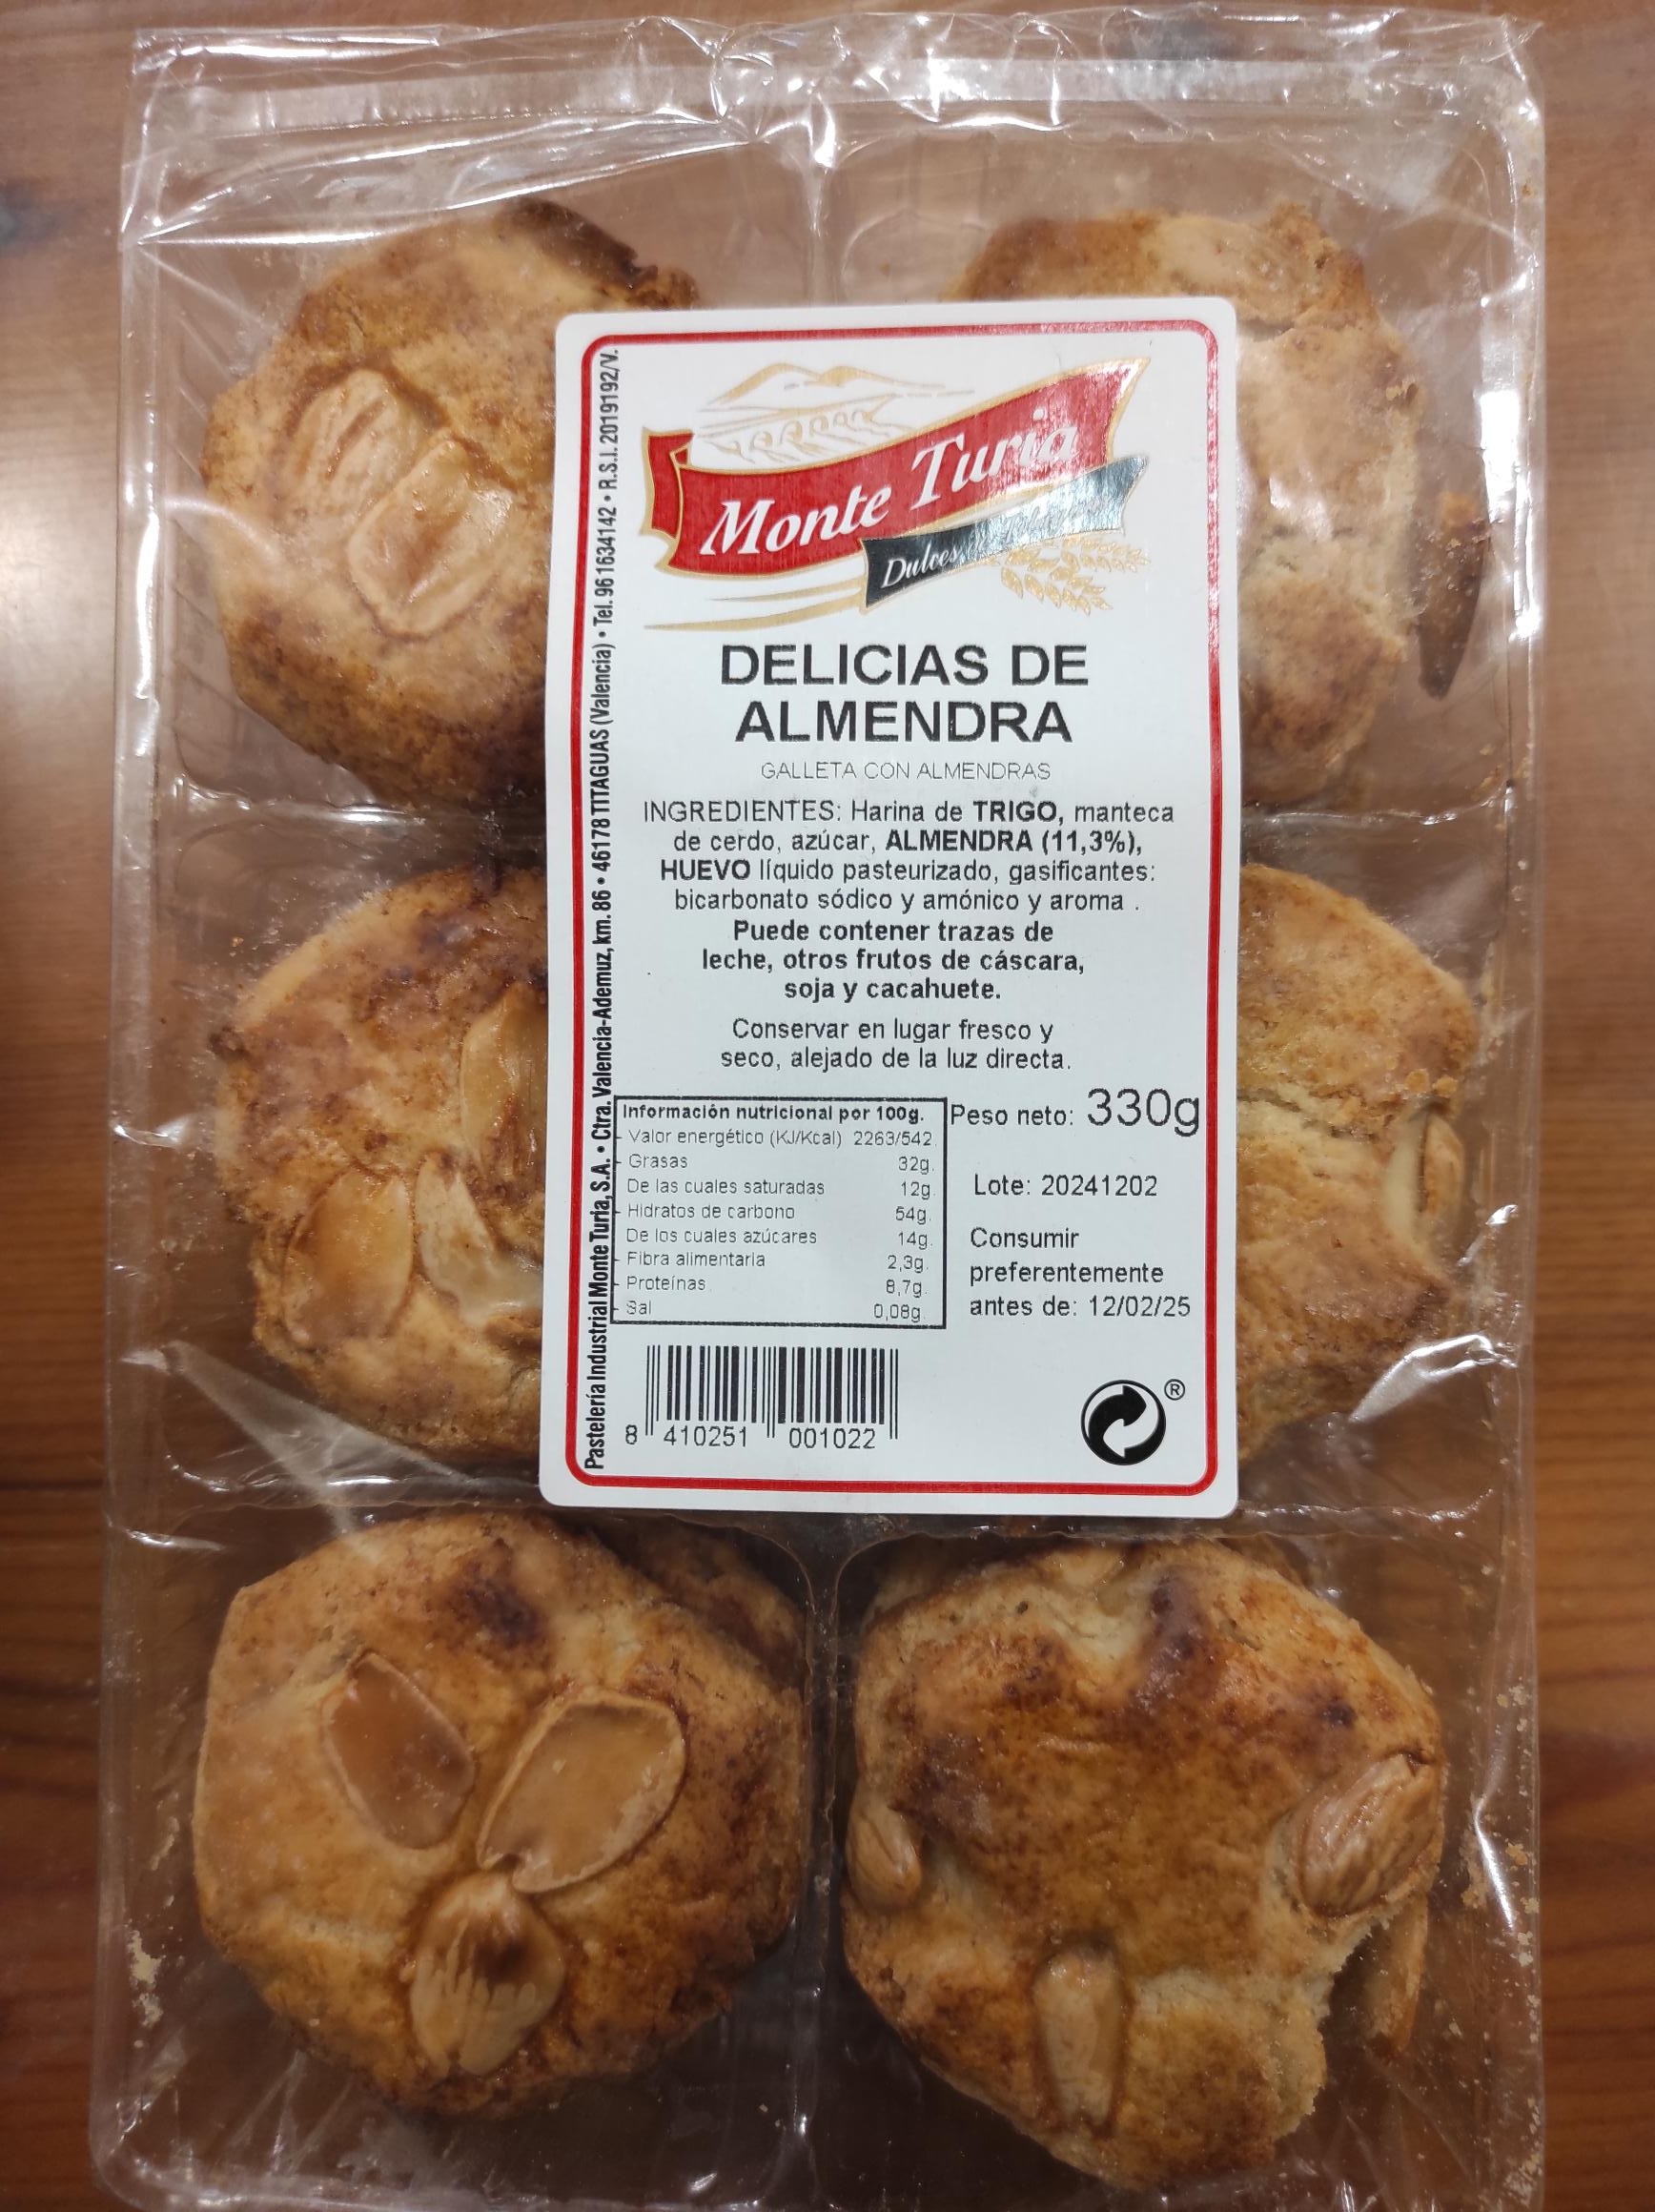 Monte Turia
Dulces
DELICIAS DE
ALMENDRA
GALLETA CON ALMENDRAS
INGREDIENTES: Harina de TRIGO, manteca
de cerdo, azúcar, ALMENDRA (11,3%),
HUEVO líquido pasteurizado, gasificantes:
bicarbonato sódico y amónico y aroma .
Puede contener trazas de
leche, otros frutos de cáscara,
soja y cacahuete.
Conservar en lugar fresco y
seco, alejado de la luz directa.
Información nutricional por 100g.
Valor energético (KJ/Kcal) 2263/542
Grasas 32g.
De las cuales saturadas 12g.
Hidratos de carbono 54g.
De los cuales azúcares 14g.
Fibra alimentaria 2,3g.
Proteínas 8,7g.
Sal 0,08g.
Peso neto: 330g
Lote: 20241202
Consumir
preferentemente
antes de: 12/02/25
8 410251 001022
®
Pastelería Industrial Monte Turia, S.A. • Ctra. Valencia-Ademuz, km. 86 • 46178 TITAGUAS (Valencia) • Tel. 961634142 • R.S.I. 2019192/V.